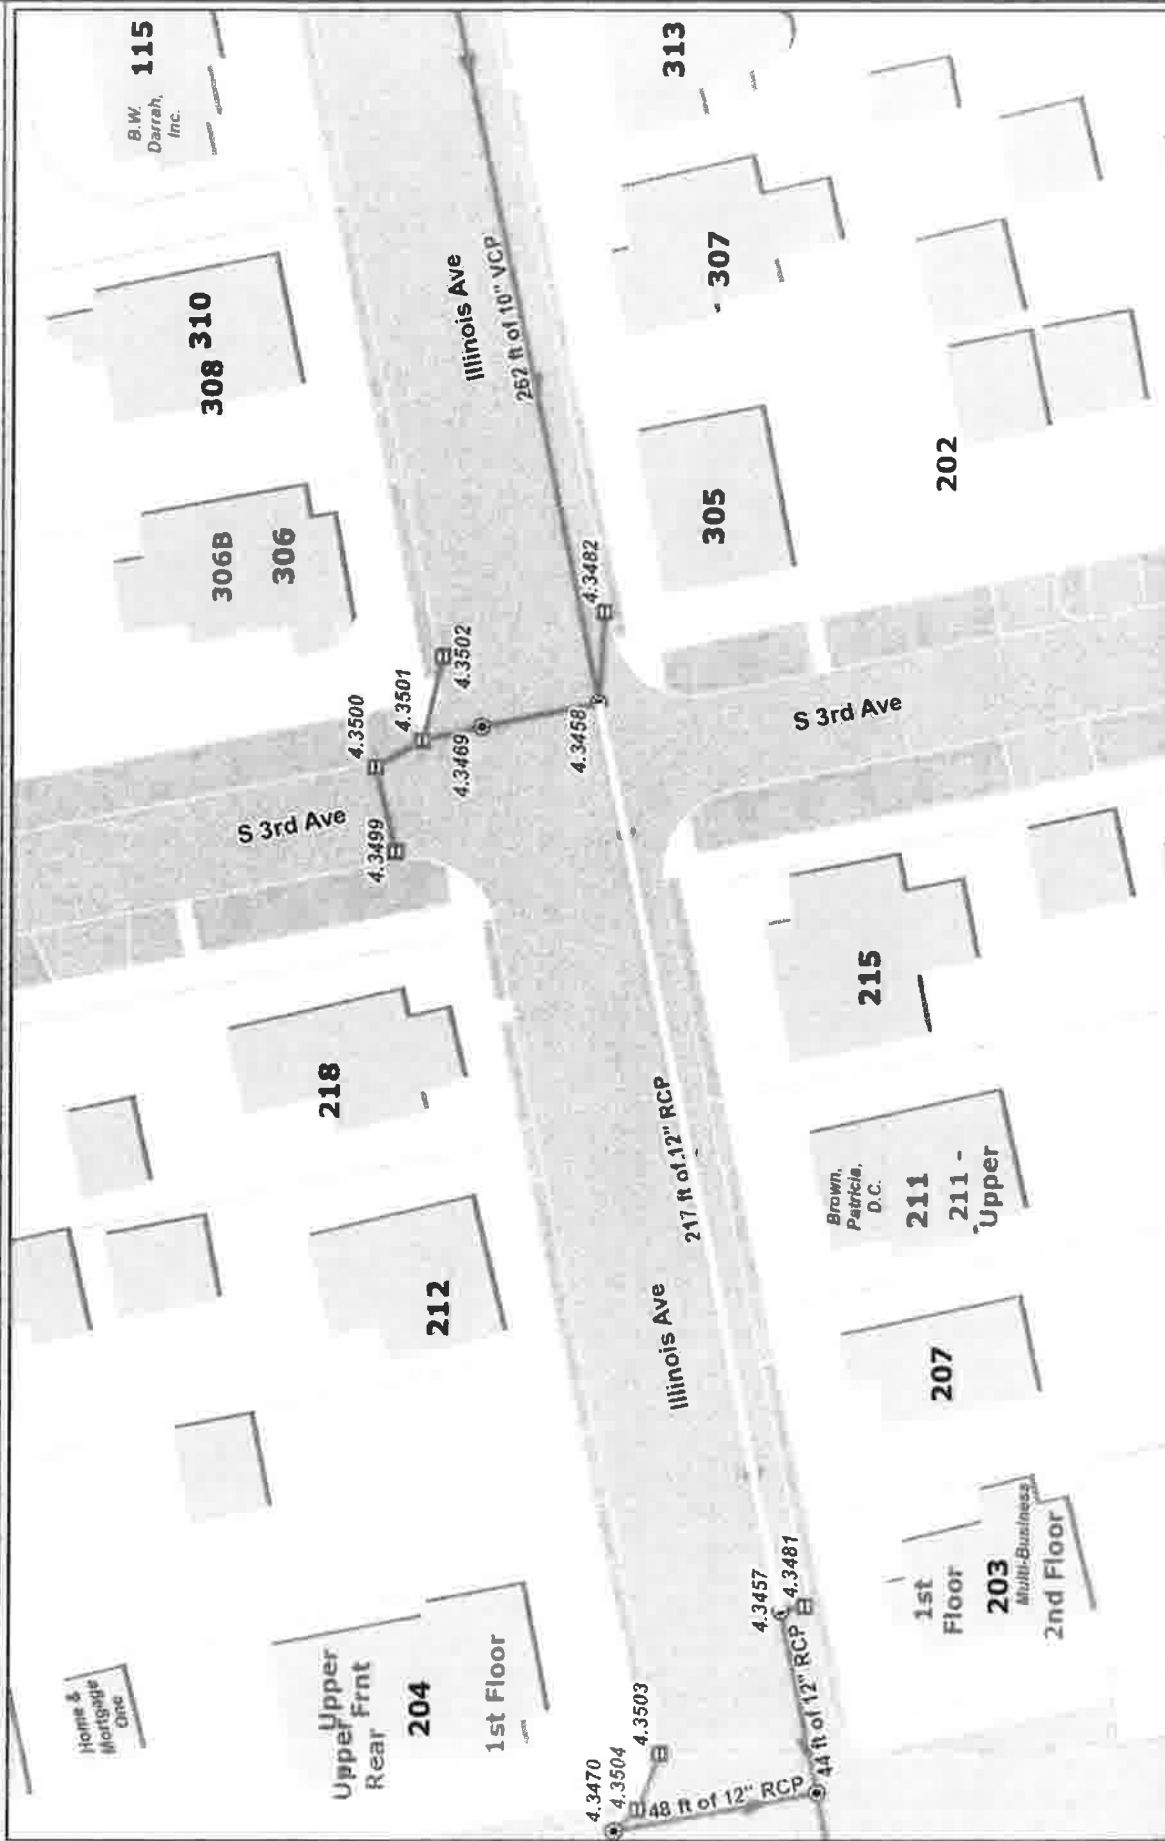 Home &
Mortgage
One
Upper
Upper
Rear Frnt
204
1st Floor
212
218
S 3rd Ave
306B
306
308
310
B.W.
Darrah,
Inc.
115
4.3499
4.3500
4.3501
4.3502
4.3469
4.3458
4.3482
Illinois Ave
262 ft of 10" VCP
4.3470
4.3504
4.3503
48 ft of 12" RCP
44 ft of 12" RCP
4.3457
4.3481
Illinois Ave
217 ft of 12" RCP
S 3rd Ave
1st
Floor
203
Multi-Business
2nd Floor
207
Brown,
Patricia,
D.C.
211
211 -
Upper
215
305
202
307
313